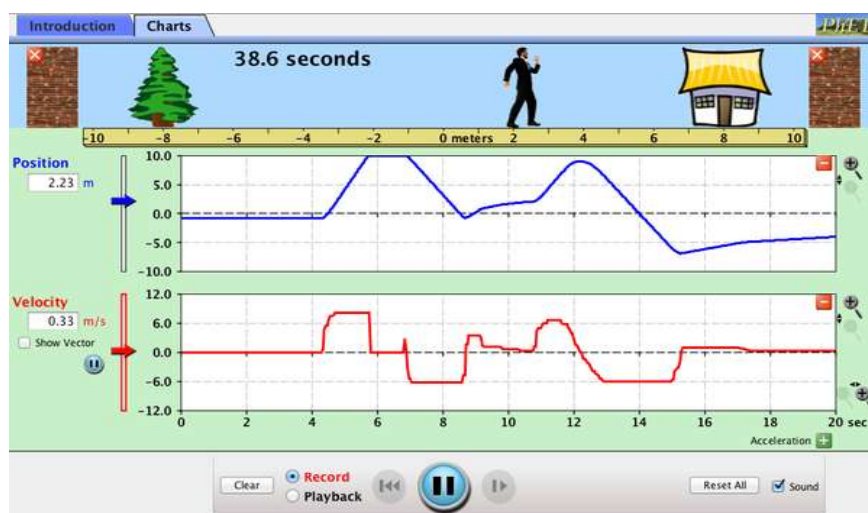 Introduction Charts
38.6 seconds
-10 -8 -6 -4 -2 0 meters 2 4 6 8 10
Position
2.23 m
10.0
5.0
0.0
-5.0
-10.0
Velocity
0.33 m/s
Show Vector
12.0
6.0
0.0
-6.0
-12.0
0 2 4 6 8 10 12 14 16 18 20 sec
Acceleration
Clear
Record
Playback
Reset All
Sound